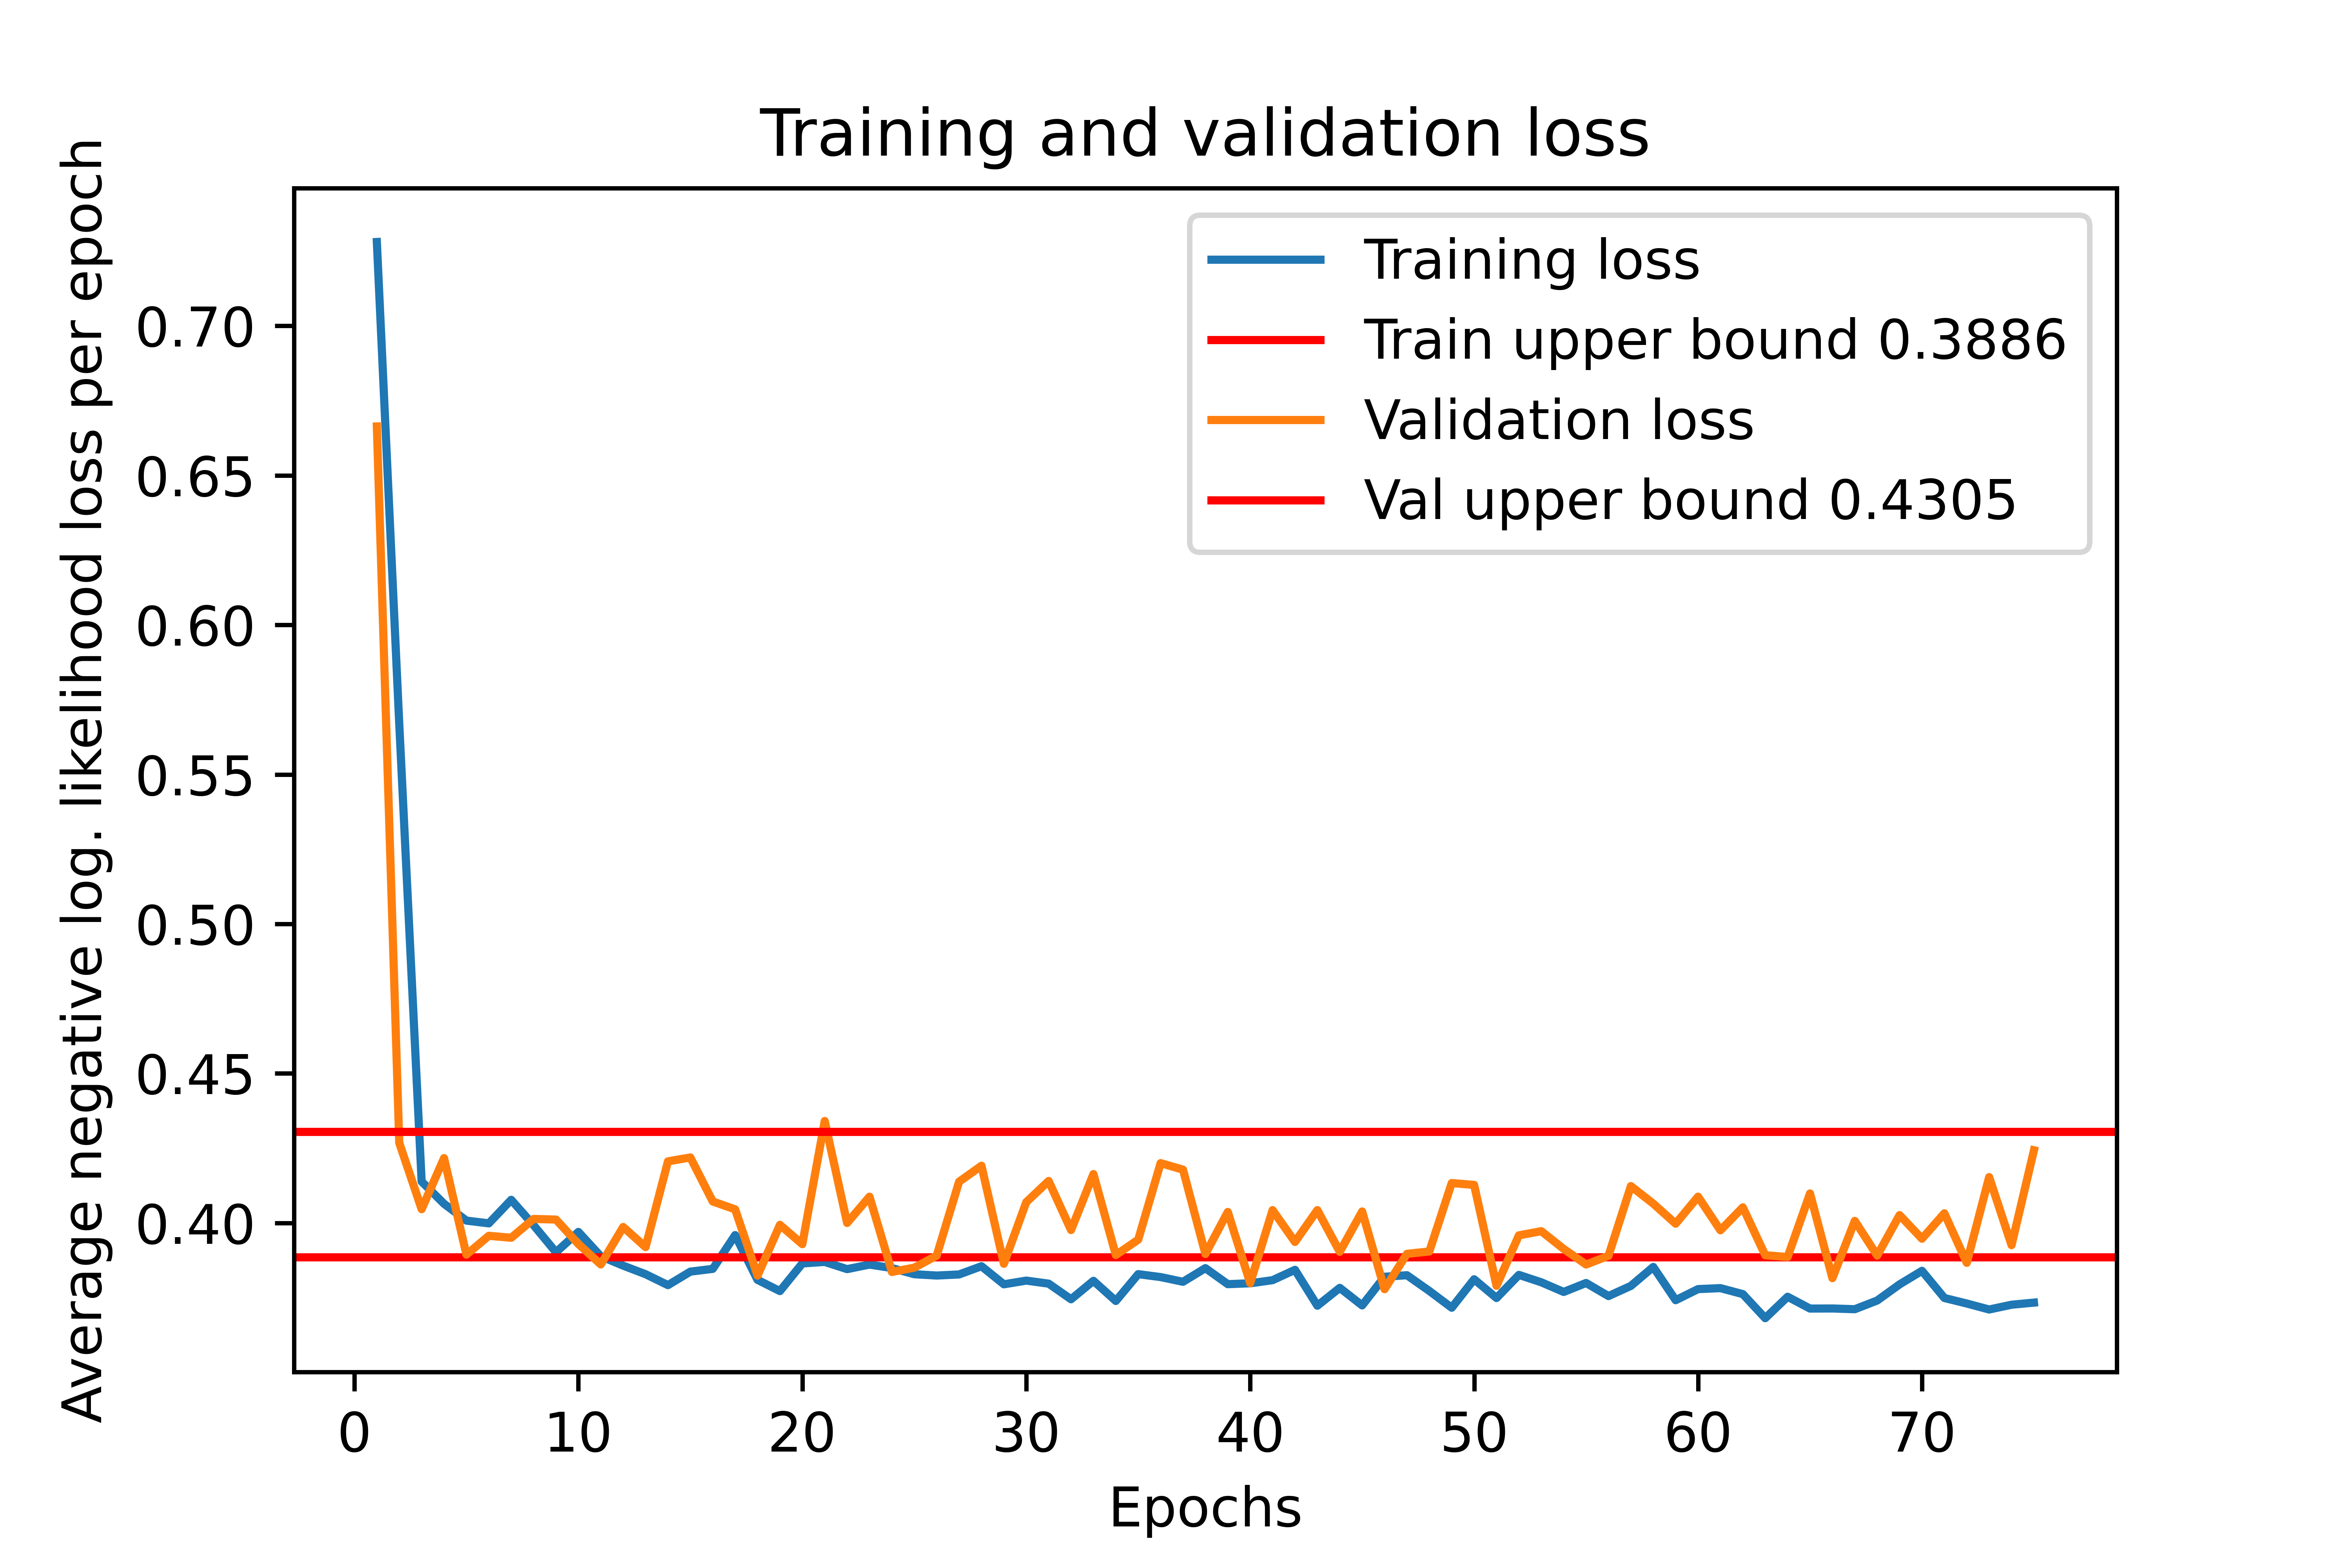 Training and validation loss
Average negative log. likelihood loss per epoch
0.70
0.65
0.60
0.55
0.50
0.45
0.40
Training loss
Train upper bound 0.3886
Validation loss
Val upper bound 0.4305
0 10 20 30 40 50 60 70
Epochs